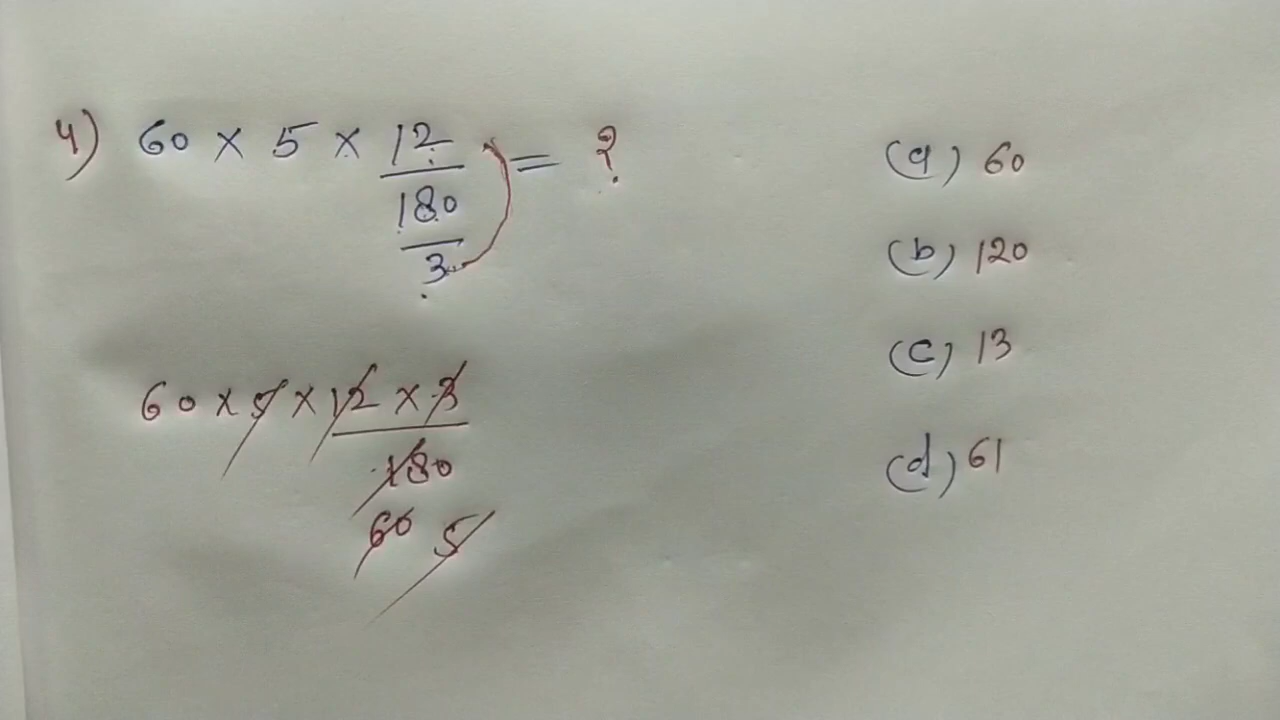 4) 60 × 5 × 12 = ?
180
3
60 × 5 × 12 × 3
180
60 5
(a) 60
(b) 120
(c) 13
(d) 61